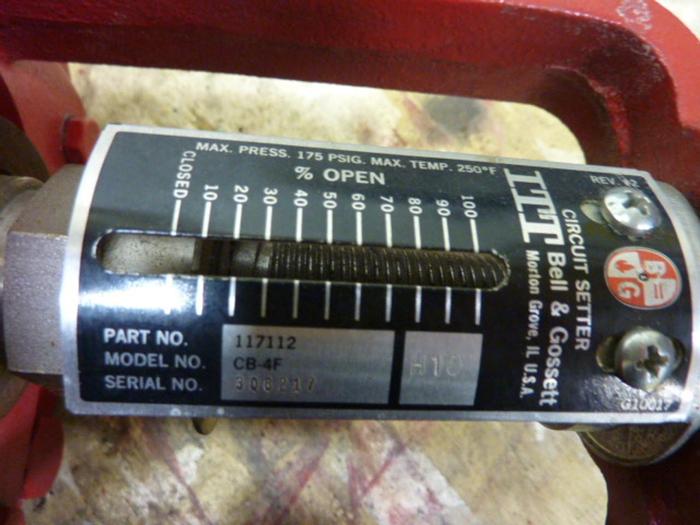 MAX. PRESS. 175 PSIG. MAX. TEMP. 250°F
% OPEN
CLOSED 10 20 30 40 50 60 70 80 90 100
PART NO. 117112
MODEL NO. CB-4F
SERIAL NO.
H10
REV. #2
CIRCUIT SETTER
ITT Bell & Gossett
Morton Grove, IL U.S.A.
B
G
G10017